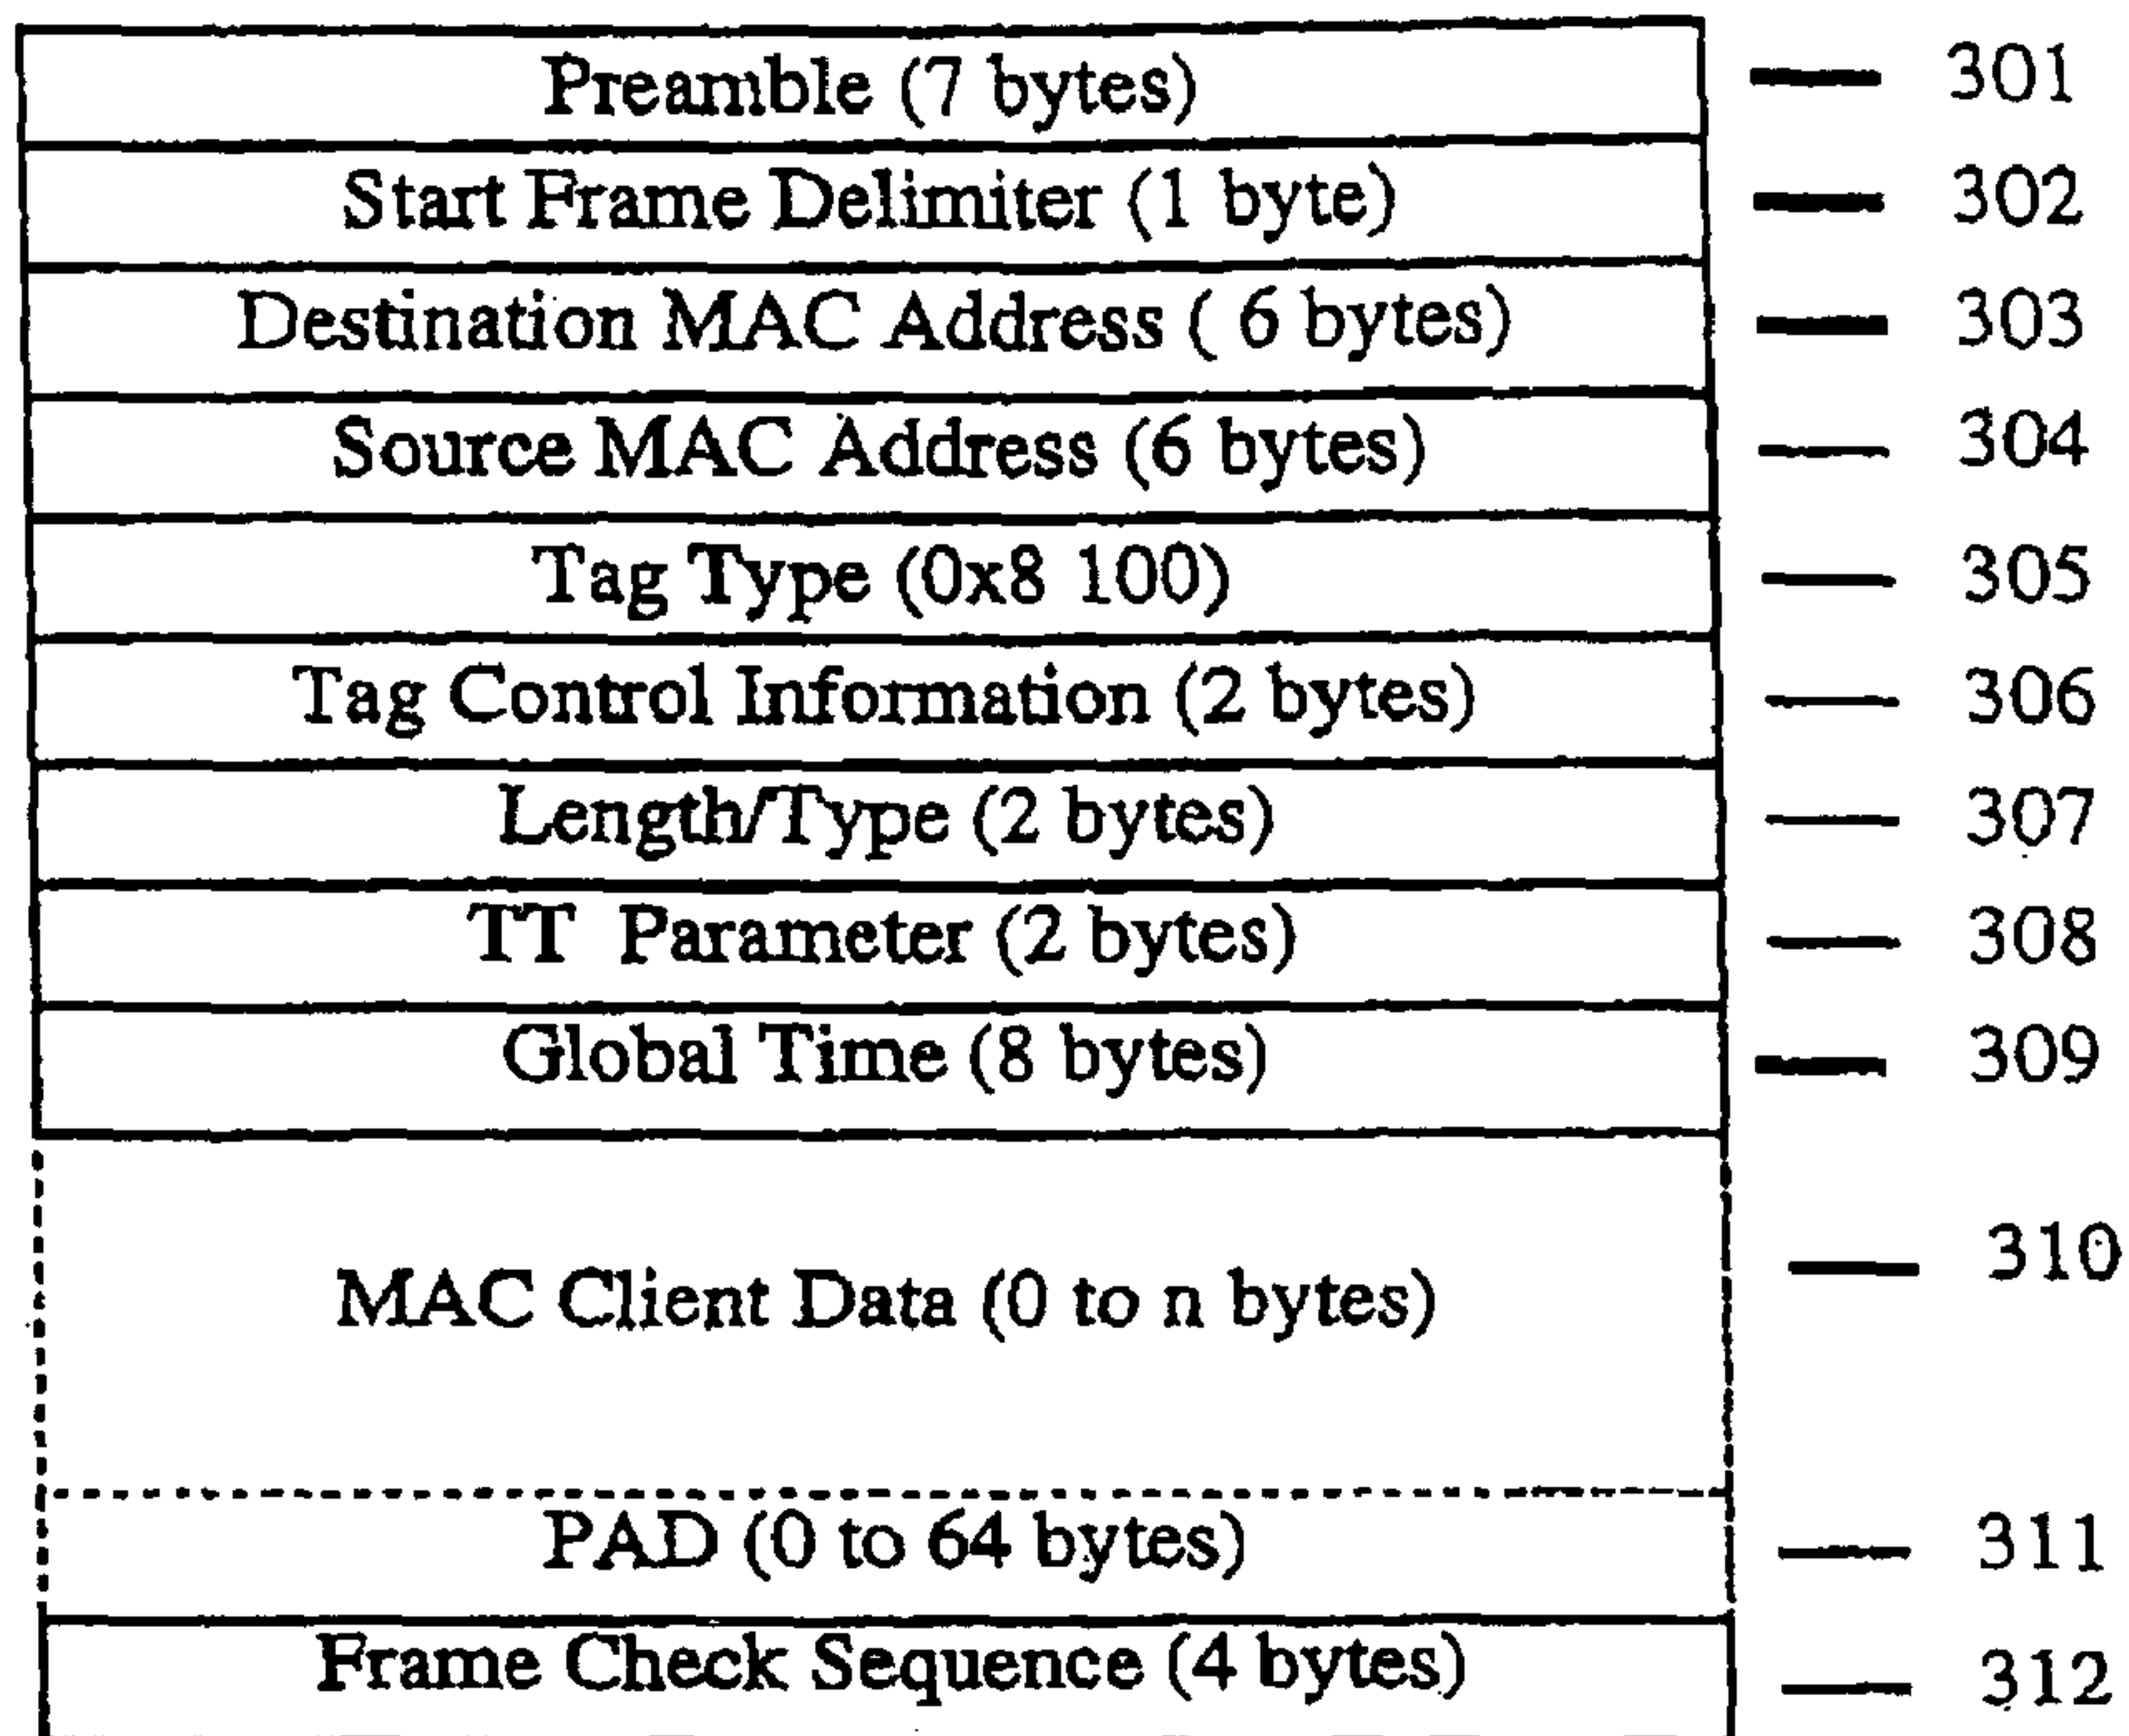 Preamble (7 bytes) 301
Start Frame Delimiter (1 byte) 302
Destination MAC Address ( 6 bytes) 303
Source MAC Address (6 bytes) 304
Tag Type (0x8 100) 305
Tag Control Information (2 bytes) 306
Length/Type (2 bytes) 307
TT Parameter (2 bytes) 308
Global Time (8 bytes) 309
MAC Client Data (0 to n bytes) 310
PAD (0 to 64 bytes) 311
Frame Check Sequence (4 bytes) 312